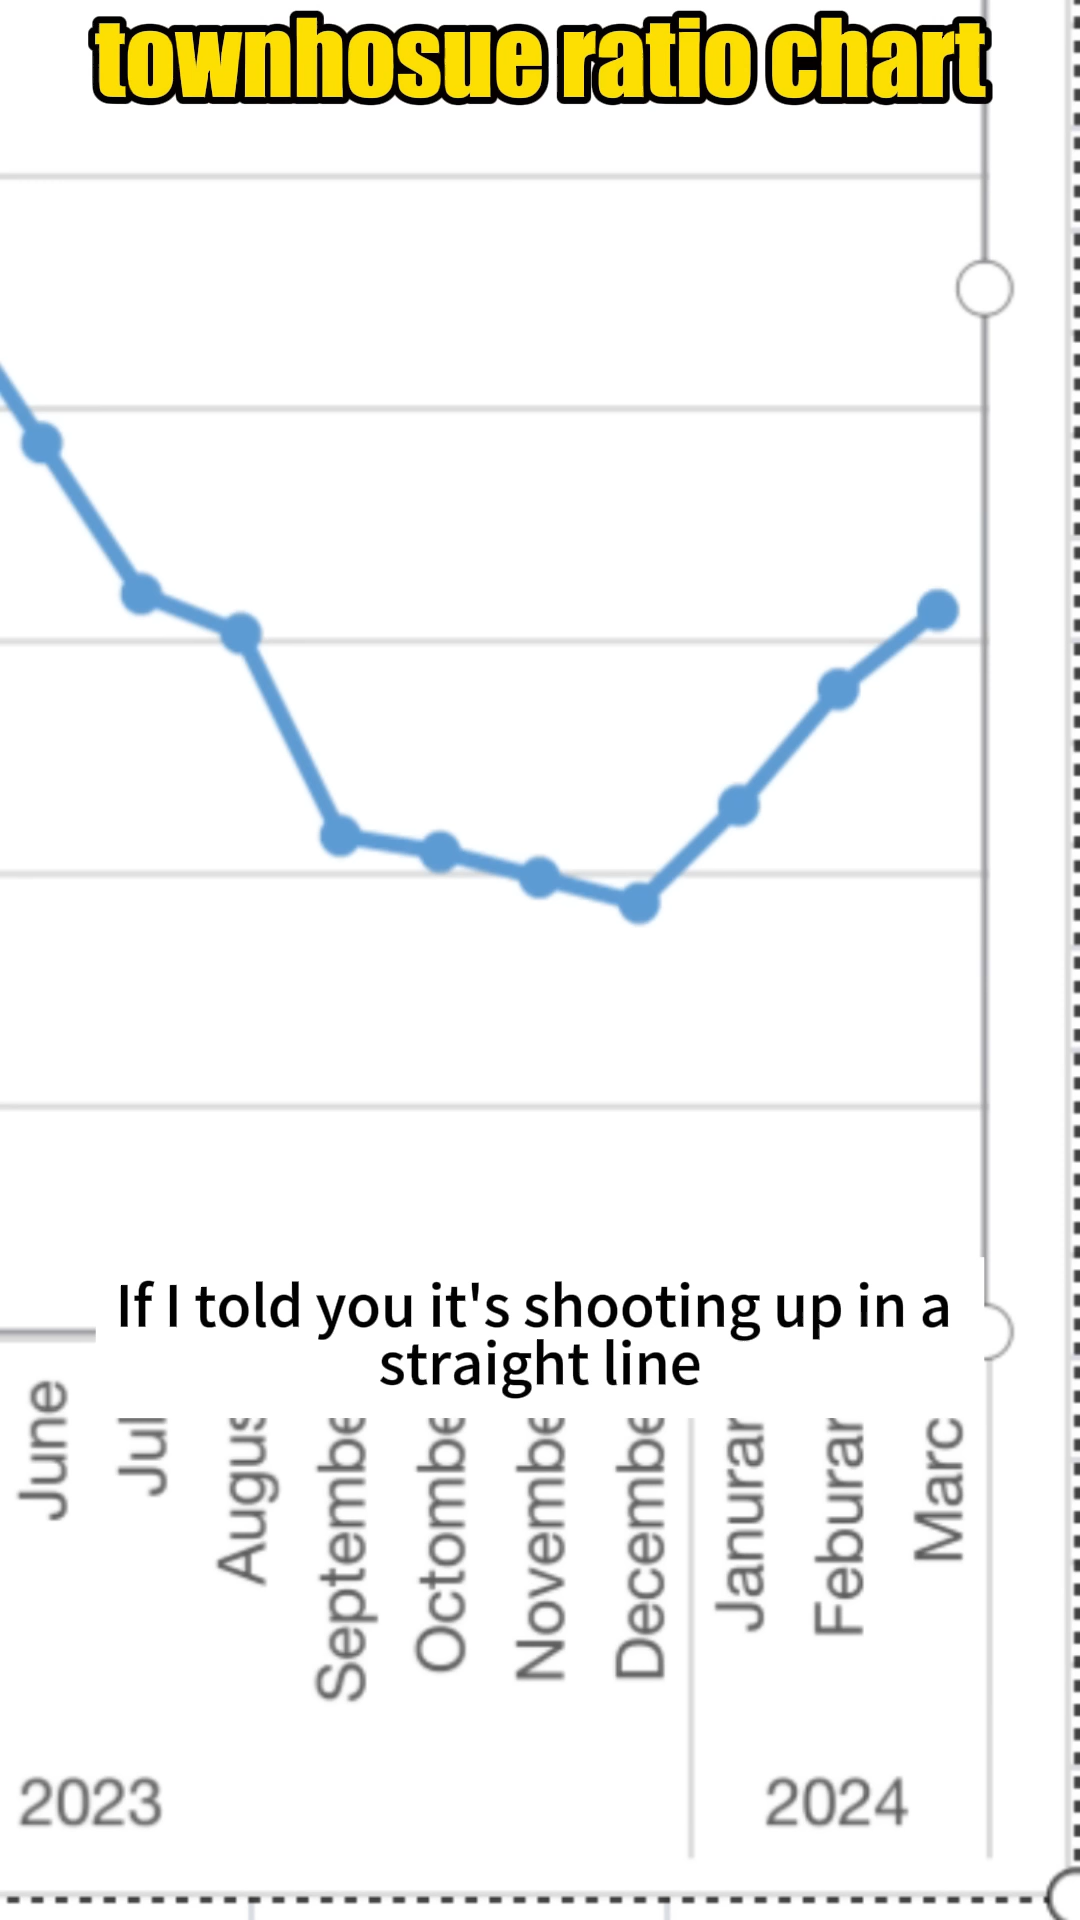 townhosue ratio chart
If I told you it's shooting up in a
straight line
June
Jul
Augus
Septembe
Octombe
Novembe
Decembe
Januar
Feburar
Marc
2023
2024